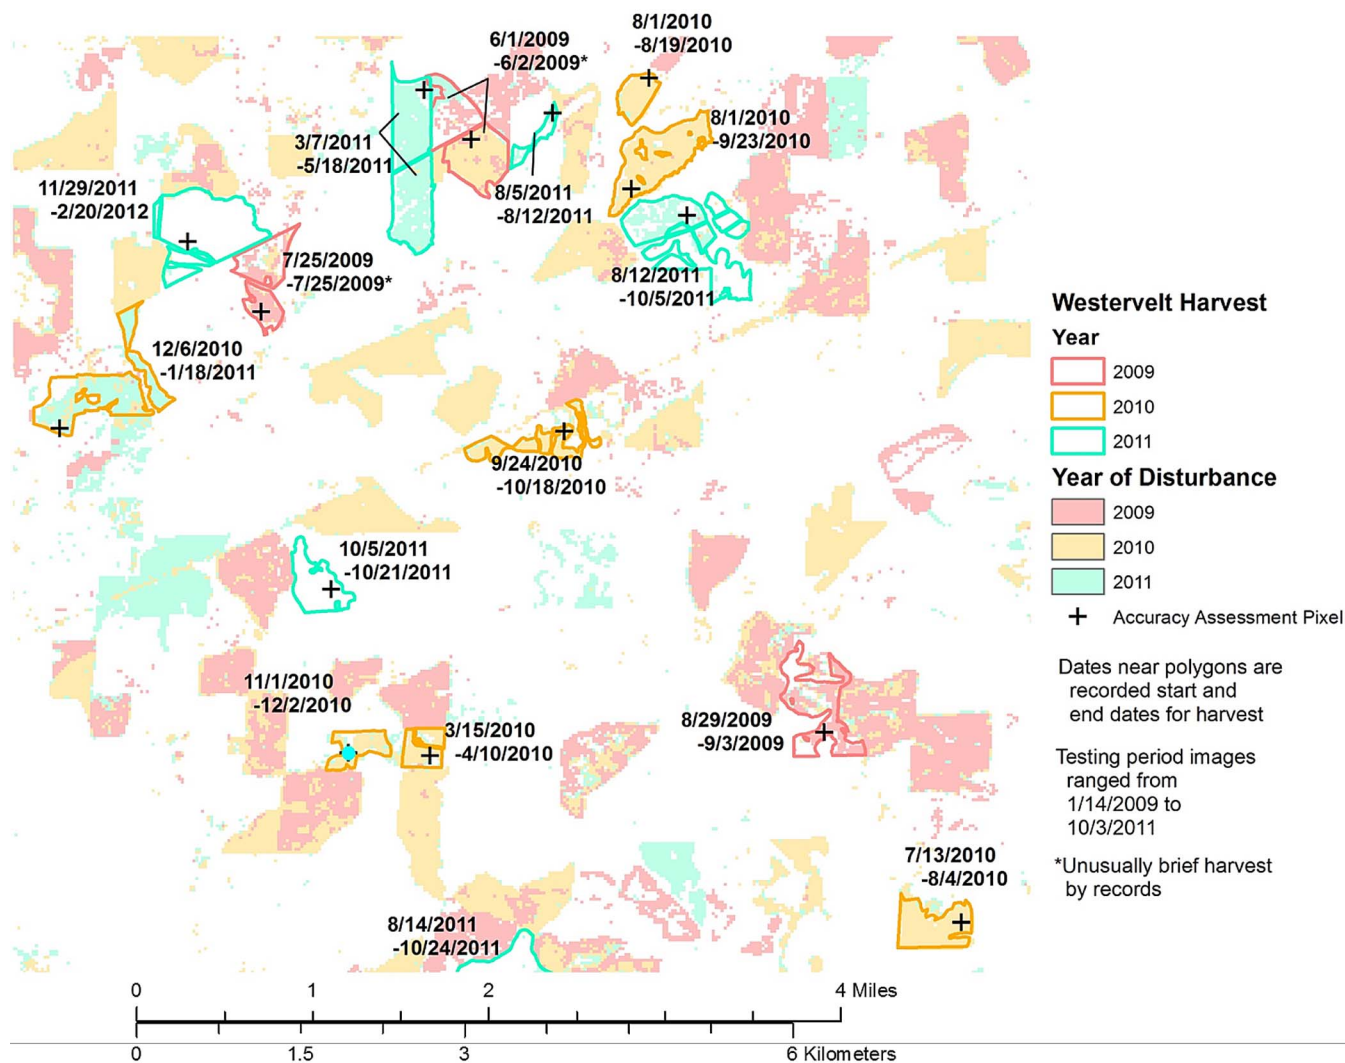 8/1/2010
-8/19/2010
6/1/2009
-6/2/2009*
8/1/2010
-9/23/2010
3/7/2011
-5/18/2011
11/29/2011
-2/20/2012
8/5/2011
-8/12/2011
7/25/2009
-7/25/2009*
8/12/2011
-10/5/2011
12/6/2010
-1/18/2011
9/24/2010
-10/18/2010
10/5/2011
-10/21/2011
11/1/2010
-12/2/2010
3/15/2010
-4/10/2010
8/29/2009
-9/3/2009
7/13/2010
-8/4/2010
8/14/2011
-10/24/2011
Westervelt Harvest
Year
2009
2010
2011
Year of Disturbance
2009
2010
2011
Accuracy Assessment Pixel
Dates near polygons are
recorded start and
end dates for harvest
Testing period images
ranged from
1/14/2009 to
10/3/2011
*Unusually brief harvest
by records
0 1 2 4 Miles
0 1.5 3 6 Kilometers